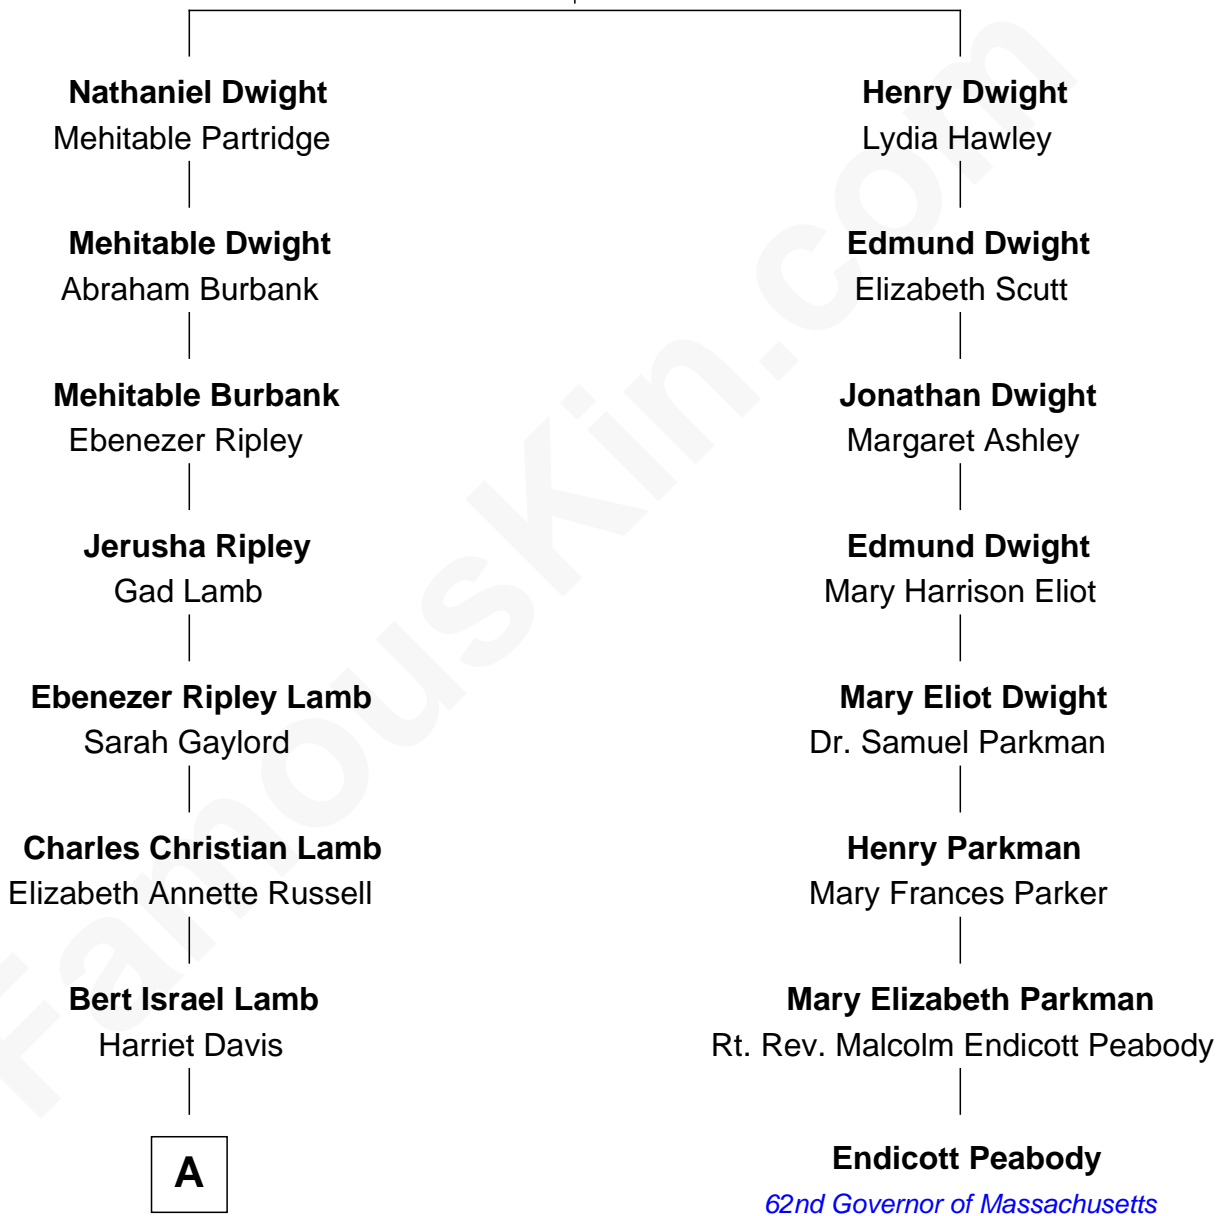 Nathaniel Dwight
Mehitable Partridge
Mehitable Dwight
Abraham Burbank
Mehitable Burbank
Ebenezer Ripley
Jerusha Ripley
Gad Lamb
Ebenezer Ripley Lamb
Sarah Gaylord
Charles Christian Lamb
Elizabeth Annette Russell
Bert Israel Lamb
Harriet Davis
A
Henry Dwight
Lydia Hawley
Edmund Dwight
Elizabeth Scutt
Jonathan Dwight
Margaret Ashley
Edmund Dwight
Mary Harrison Eliot
Mary Eliot Dwight
Dr. Samuel Parkman
Henry Parkman
Mary Frances Parker
Mary Elizabeth Parkman
Rt. Rev. Malcolm Endicott Peabody
Endicott Peabody
62nd Governor of Massachusetts
FamousKin.com